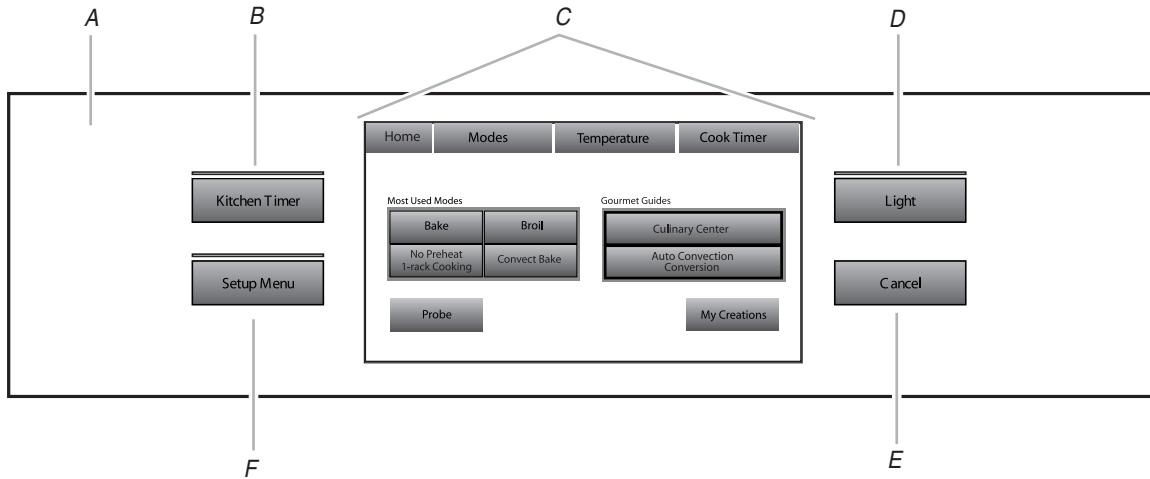 A
B
C
D
Home
Modes
Temperature
Cook Timer
Kitchen Timer
Light
Most Used Modes
Gourmet Guides
Bake
Broil
Culinary Center
No Preheat
1-rack Cooking
Convect Bake
Auto Convection
Conversion
Setup Menu
Cancel
Probe
My Creations
F
E